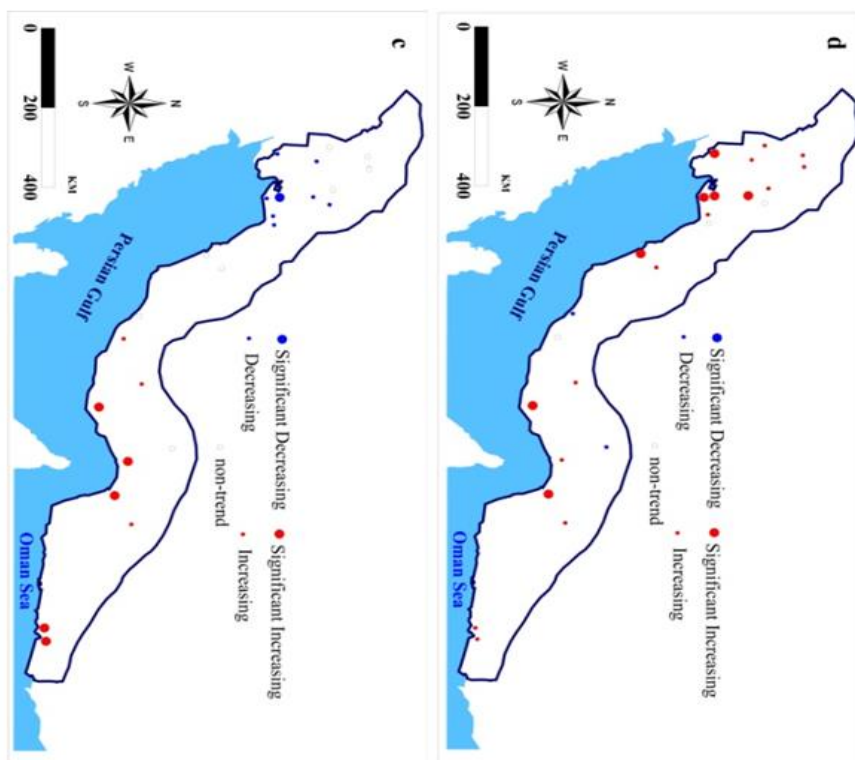 d
Significant Decreasing Significant Increasing
Decreasing Increasing
non-trend
N
W E
S
Persian Gulf
KM
0 200 400
Oman Sea
c
Significant Decreasing Significant Increasing
Decreasing Increasing
non-trend
N
W E
S
Persian Gulf
KM
0 200 400
Oman Sea